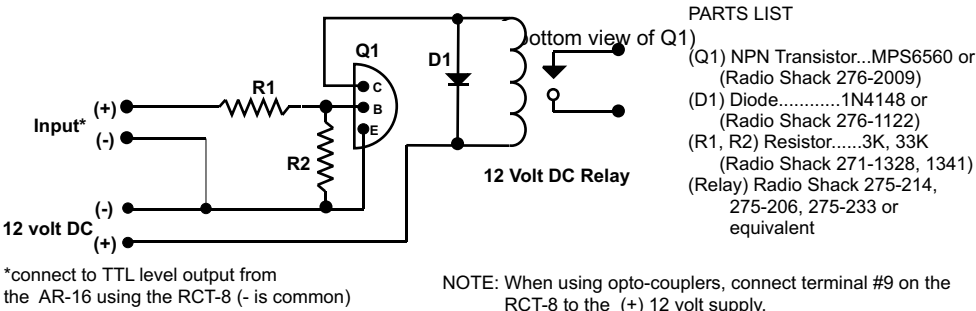 PARTS LIST
bottom view of Q1)
Q1
D1
C
B
E
R1
R2
(+)
Input*
(-)
(-)
12 volt DC
(+)
12 Volt DC Relay
(Q1) NPN Transistor...MPS6560 or
(Radio Shack 276-2009)
(D1) Diode............1N4148 or
(Radio Shack 276-1122)
(R1, R2) Resistor......3K, 33K
(Radio Shack 271-1328, 1341)
(Relay) Radio Shack 275-214,
275-206, 275-233 or
equivalent
*connect to TTL level output from
the AR-16 using the RCT-8 (- is common)
NOTE: When using opto-couplers, connect terminal #9 on the
RCT-8 to the (+) 12 volt supply.